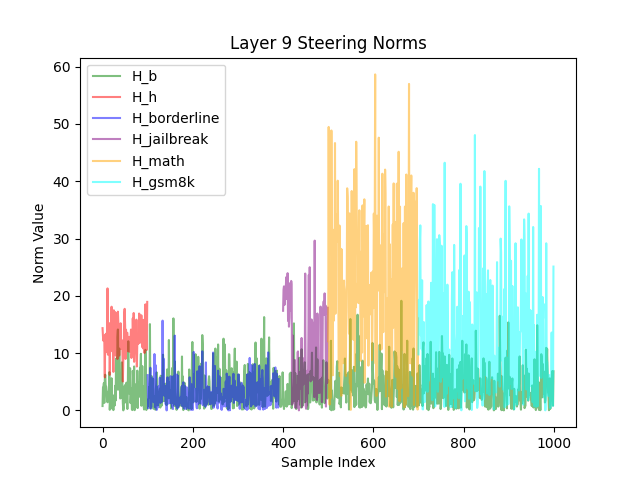 Layer 9 Steering Norms
Norm Value
60
50
40
30
20
10
0
H_b
H_h
H_borderline
H_jailbreak
H_math
H_gsm8k
0 200 400 600 800 1000
Sample Index